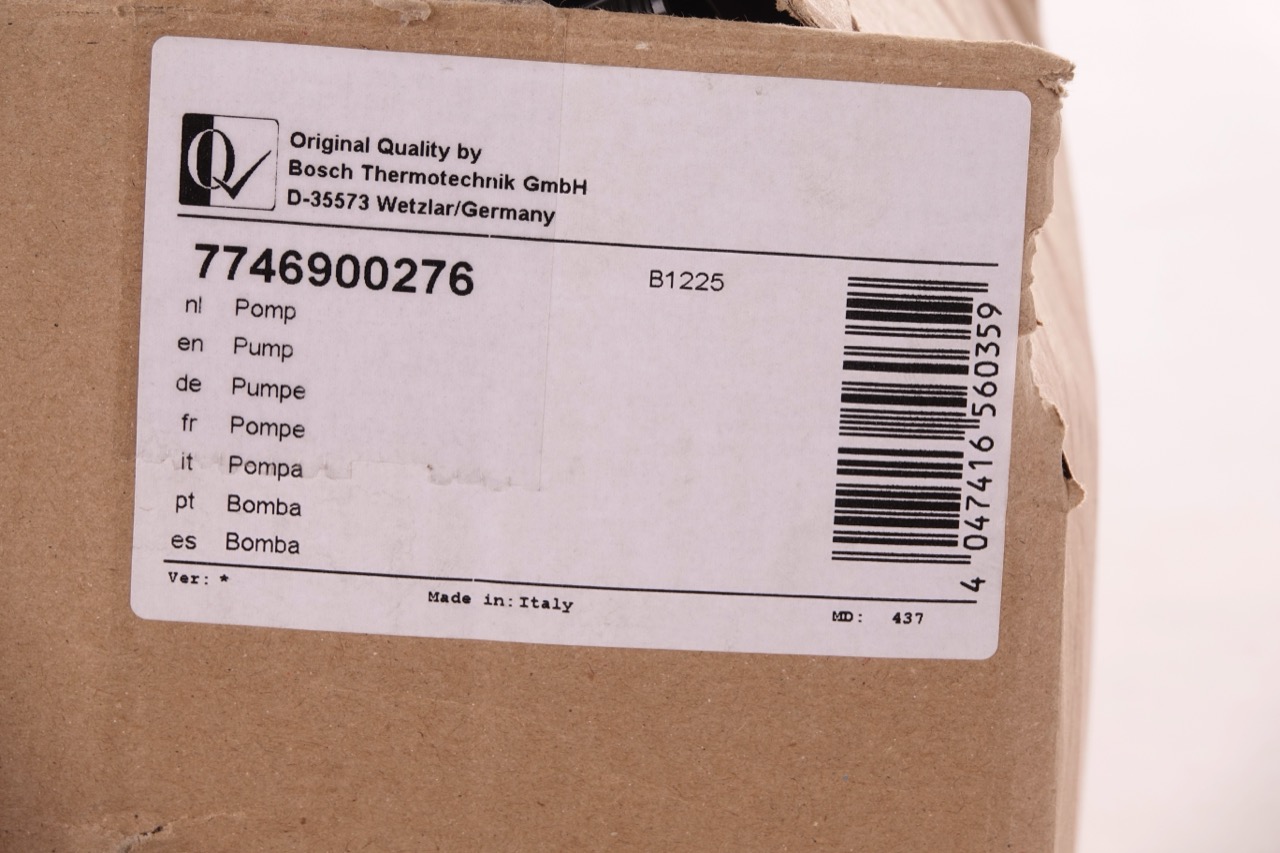 Q
Original Quality by
Bosch Thermotechnik GmbH
D-35573 Wetzlar/Germany
7746900276
B1225
nl Pomp
en Pump
de Pumpe
fr Pompe
it Pompa
pt Bomba
es Bomba
4 047416 560359
Ver: *
Made in: Italy
MD: 437